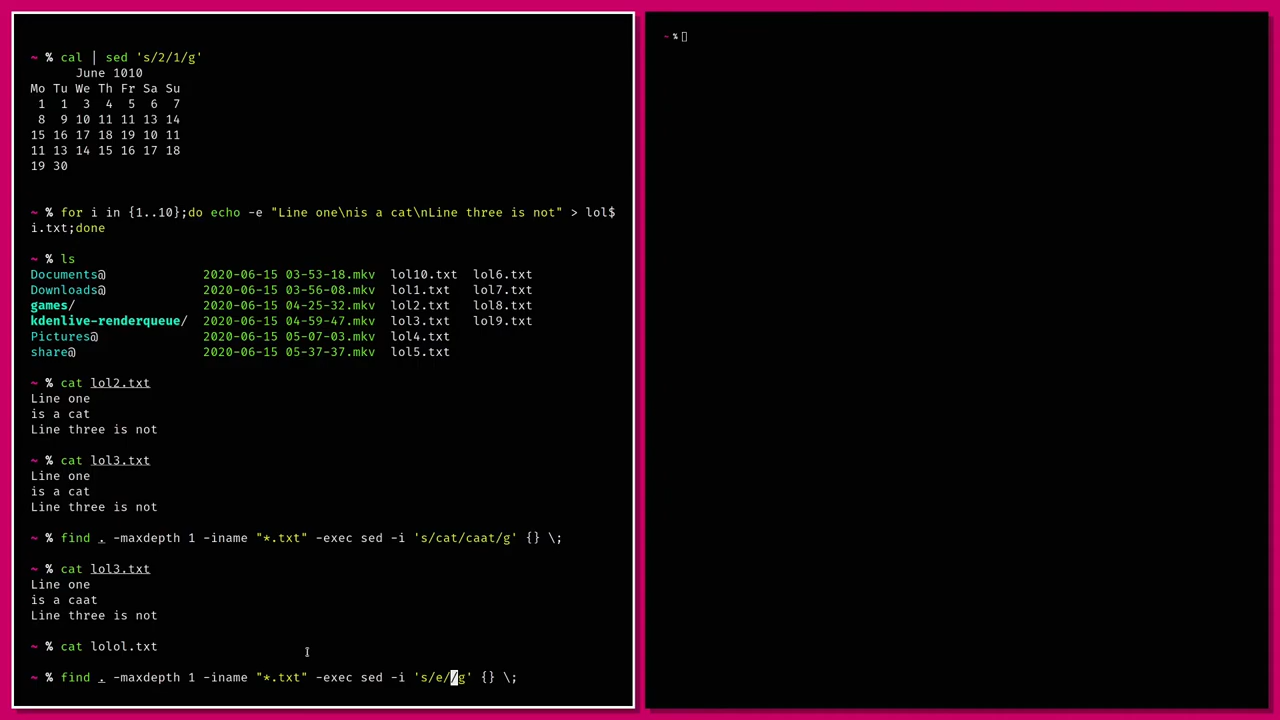 ~ % cal | sed 's/2/1/g'
June 1010
Mo Tu We Th Fr Sa Su
1 1 3 4 5 6 7
8 9 10 11 11 13 14
15 16 17 18 19 10 11
11 13 14 15 16 17 18
19 30
~ % for i in {1..10};do echo -e "Line one\nis a cat\nLine three is not" > lol$
i.txt;done
~ % ls
Documents@ 2020-06-15 03-53-18.mkv lol10.txt lol6.txt
Downloads@ 2020-06-15 03-56-08.mkv lol1.txt lol7.txt
games/ 2020-06-15 04-25-32.mkv lol2.txt lol8.txt
kdenlive-renderqueue/ 2020-06-15 04-59-47.mkv lol3.txt lol9.txt
Pictures@ 2020-06-15 05-07-03.mkv lol4.txt
share@ 2020-06-15 05-37-37.mkv lol5.txt
~ % cat lol2.txt
Line one
is a cat
Line three is not
~ % cat lol3.txt
Line one
is a cat
Line three is not
~ % find . -maxdepth 1 -iname "*.txt" -exec sed -i 's/cat/caat/g' {} \;
~ % cat lol3.txt
Line one
is a caat
Line three is not
~ % cat lolol.txt
~ % find . -maxdepth 1 -iname "*.txt" -exec sed -i 's/e//g' {} \;
~ %